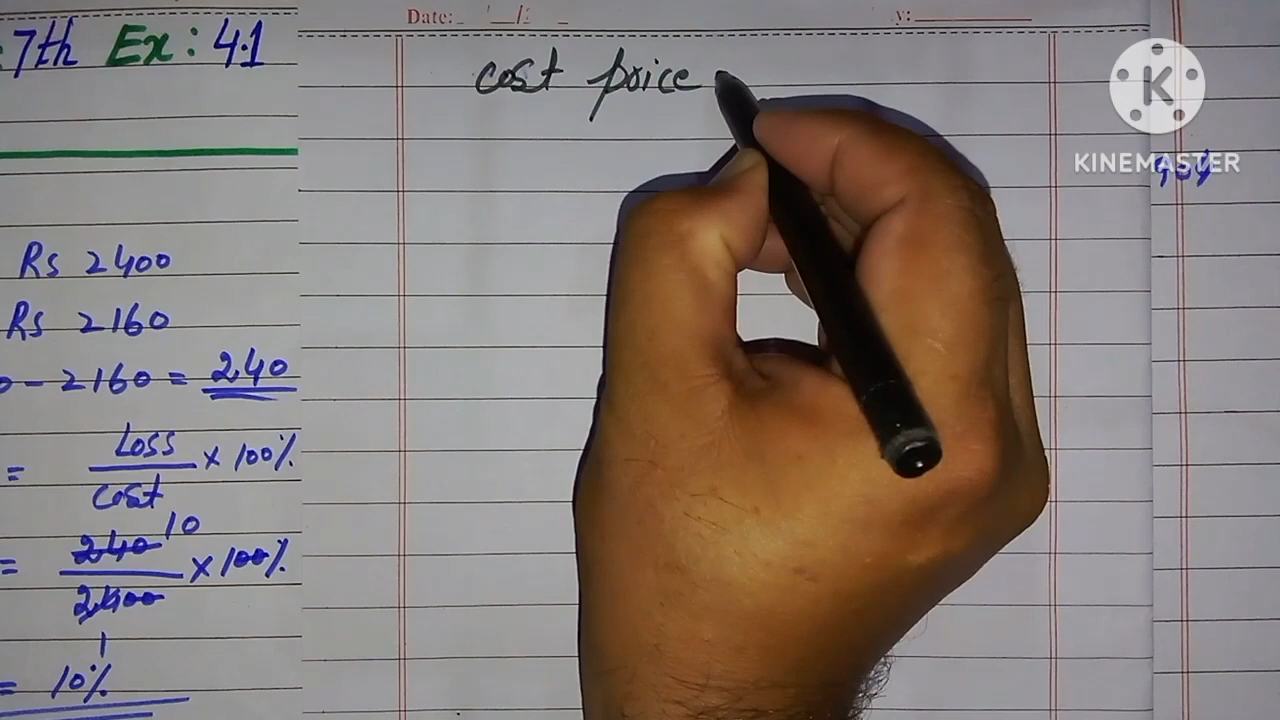 7th Ex: 4.1
Rs 2400
Rs 2160
0 - 2160 = 240
= Loss/cost × 100%
= 240/2400 10 × 100%
1
= 10%
Date:
y:
cost price
KINEMASTER